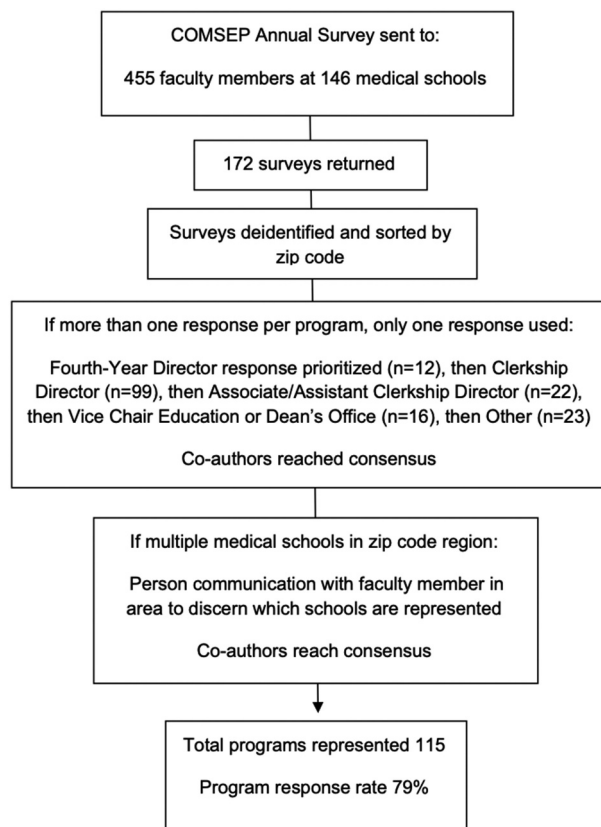 COMSEP Annual Survey sent to:
455 faculty members at 146 medical schools
172 surveys returned
Surveys deidentified and sorted by
zip code
If more than one response per program, only one response used:
Fourth-Year Director response prioritized (n=12), then Clerkship
Director (n=99), then Associate/Assistant Clerkship Director (n=22),
then Vice Chair Education or Dean's Office (n=16), then Other (n=23)
Co-authors reached consensus
If multiple medical schools in zip code region:
Person communication with faculty member in
area to discern which schools are represented
Co-authors reach consensus
Total programs represented 115
Program response rate 79%